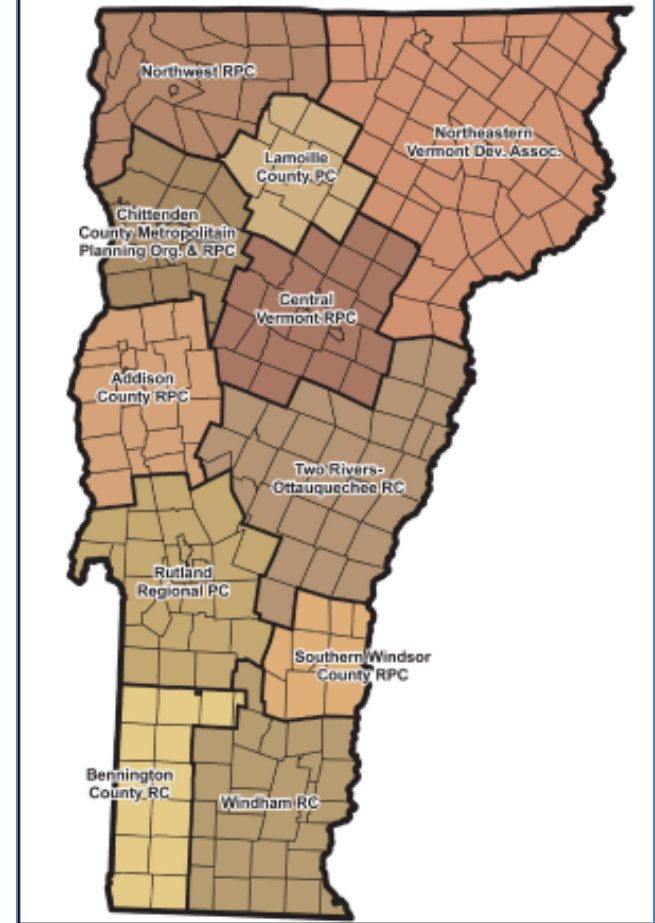 Northwest RPC
Northeastern
Vermont Dev. Assoc.
Lamoille
County PC
Chittenden
County Metropolitain
Planning Org. & RPC
Central
Vermont RPC
Addison
County RPC
Two Rivers-
Ottauquechee RC
Rutland
Regional PC
Southern Windsor
County RPC
Bennington
County RC
Windham RC